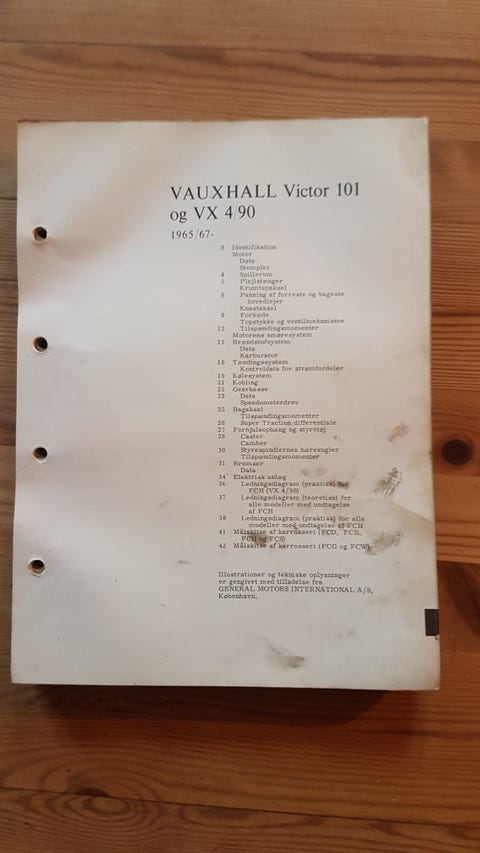 VAUXHALL Victor 101
og VX 4/90
1965/67-
3 Identifikation
Motor
Data
Stempler
4 Spillerum
5 Plejlstænger
Krumtapaksel
8 Pakning af forreste og bageste
hovedlejer
Knastaksel
9 Forkæde
Topstykke og ventilmekanisme
12 Tilspændingsmomenter
Motorens smøresystem
15 Brændstofsystem
Data
Karburator
18 Tændingssystem
Kontroldata for strømfordeler
19 Kølesystem
21 Kobling
22 Gearkasse
23 Data
Speedometerdrev
25 Bagaksel
Tilspændingsmomenter
26 Super Traction differentiale
27 Forhjulsophæng og styretøj
28 Caster
Camber
30 Styrespindlernes bærekugler
Tilspændingsmomenter
31 Bremser
Data
34 Elektrisk anlæg
36 Ledningsdiagram (praktisk) for
FCH (VX 4/90)
37 Ledningsdiagram (teoretisk) for
alle modeller med undtagelse
af FCH
38 Ledningsdiagram (praktisk) for alle
modeller med undtagelse af FCH
41 Målskitse af karrosseri (FCD, FCE,
FCH og FCS)
42 Målskitse af karrosseri (FCG og FCW)
Illustrationer og tekniske oplysninger
er gengivet med tilladelse fra
GENERAL MOTORS INTERNATIONAL A/S,
København.